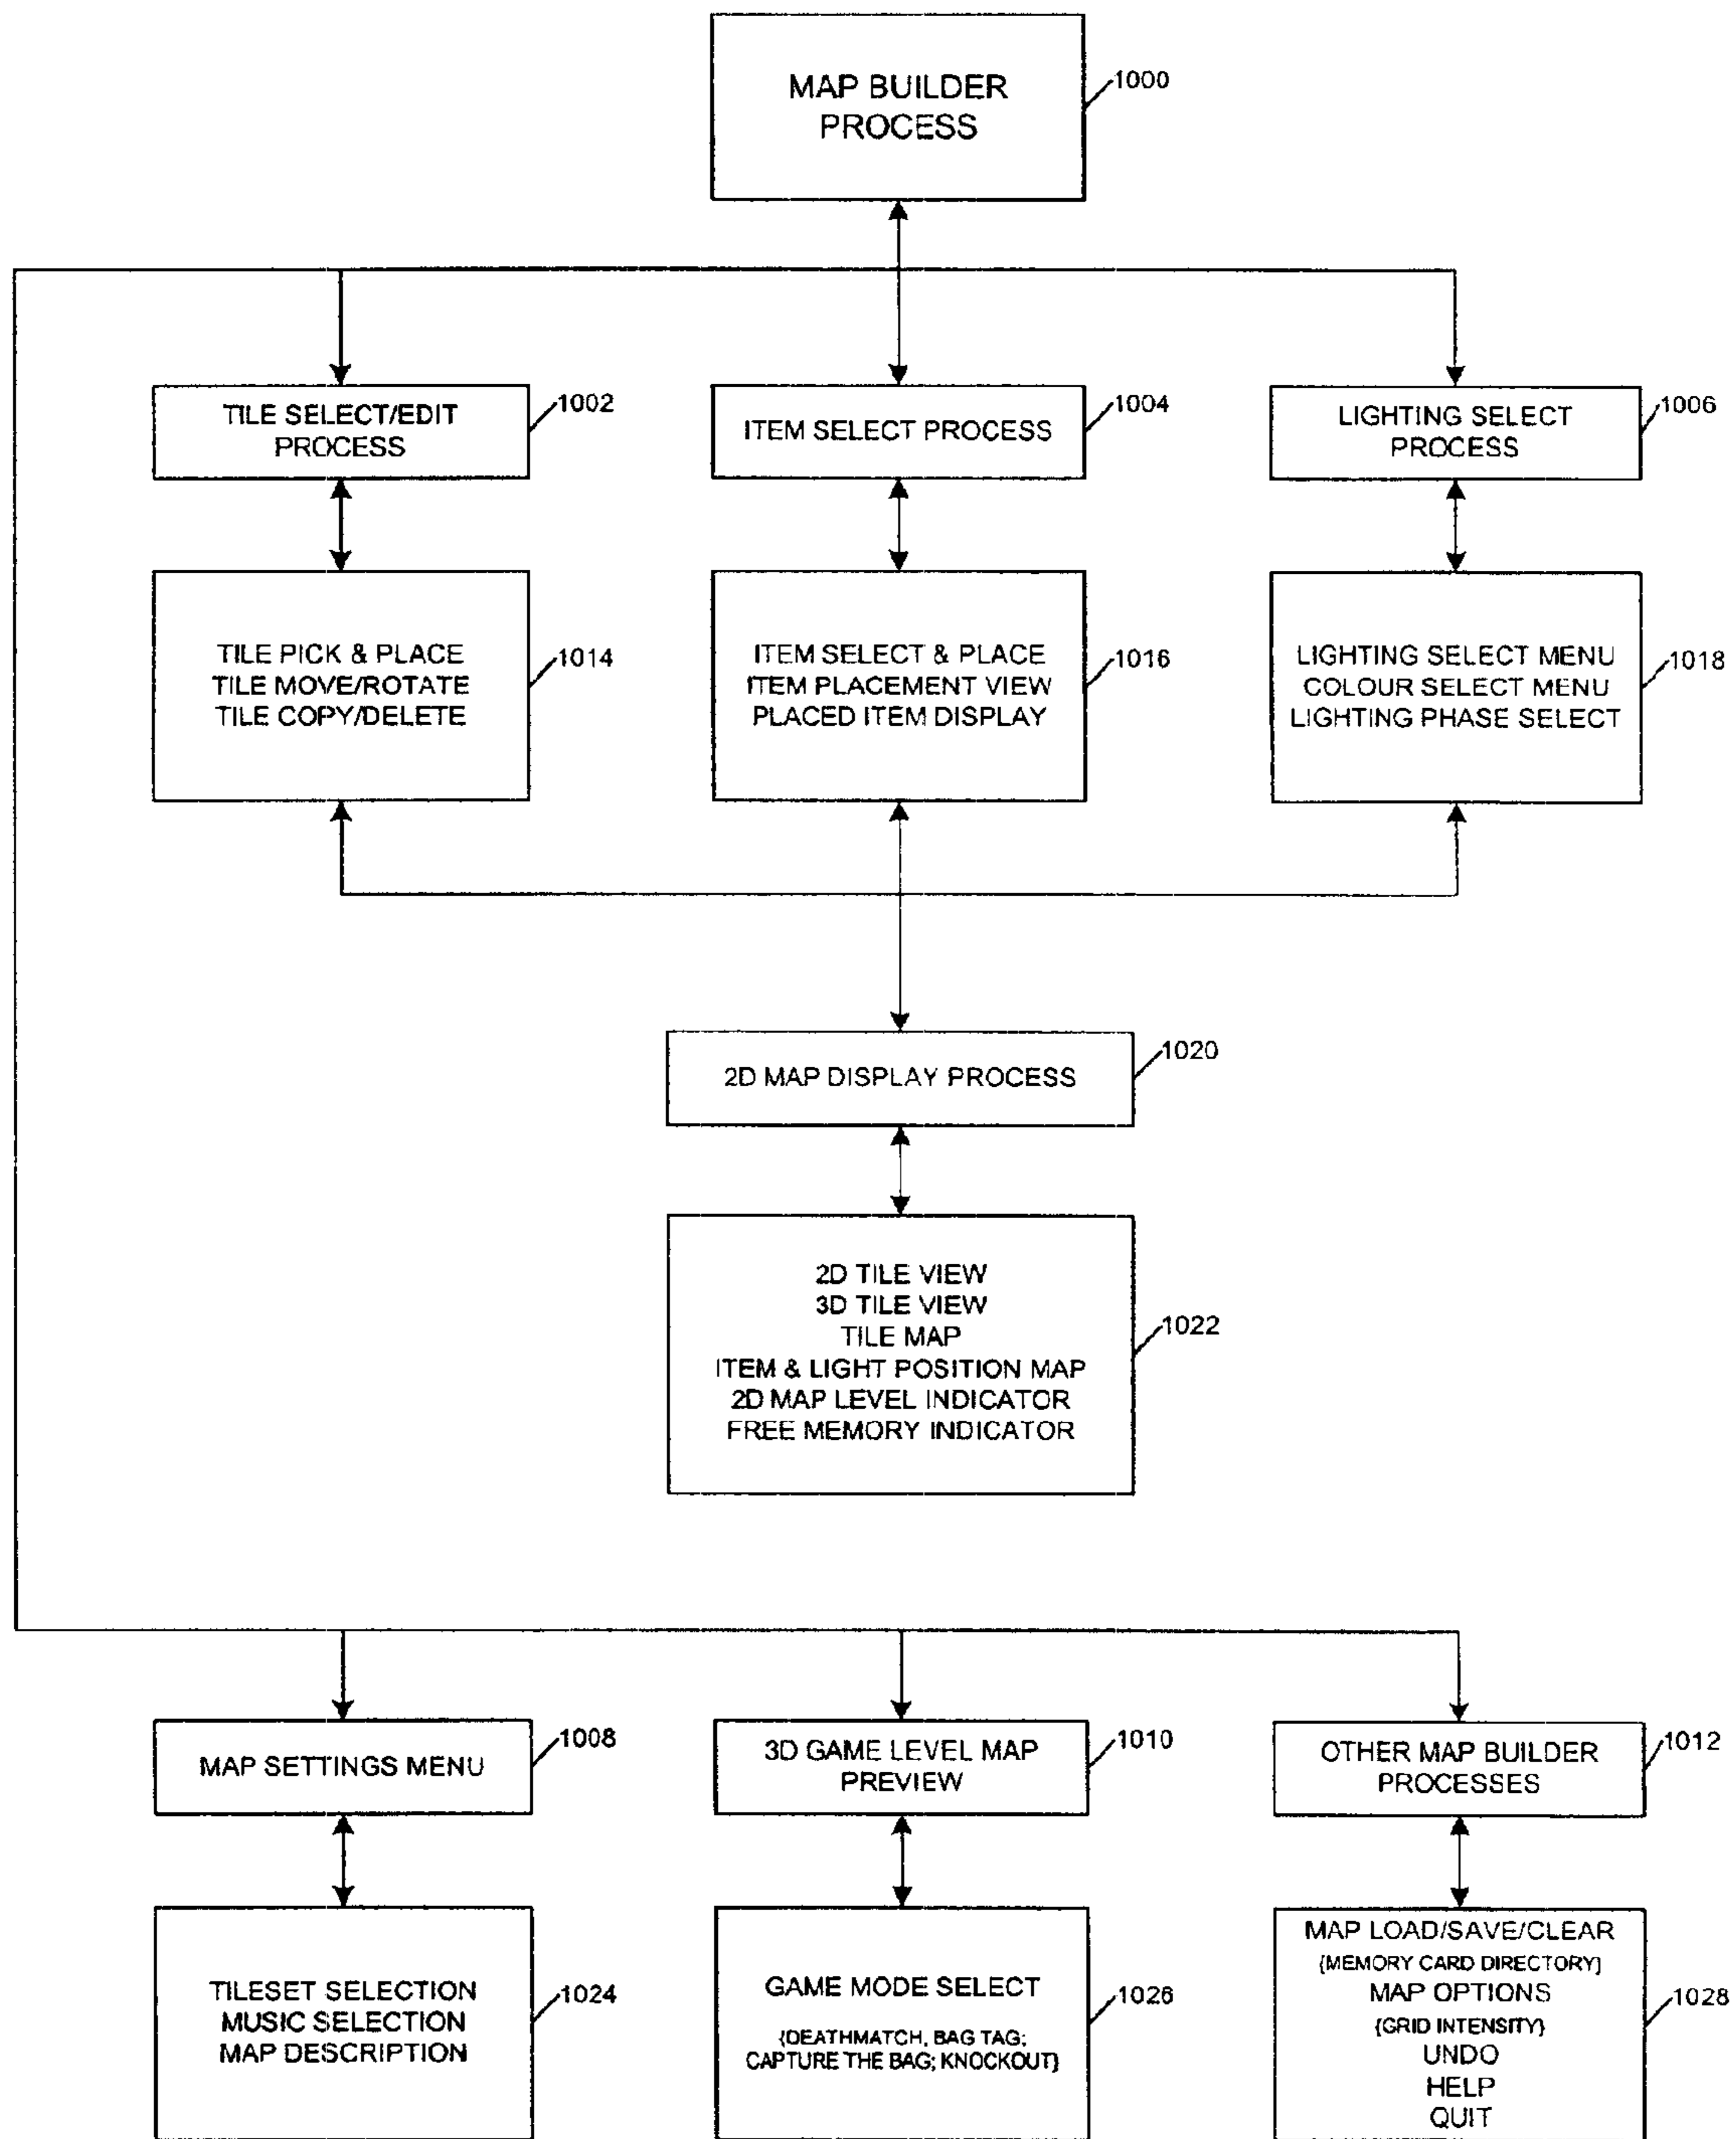 MAP BUILDER
PROCESS
1000
TILE SELECT/EDIT
PROCESS
1002
ITEM SELECT PROCESS
1004
LIGHTING SELECT
PROCESS
1006
TILE PICK & PLACE
TILE MOVE/ROTATE
TILE COPY/DELETE
1014
ITEM SELECT & PLACE
ITEM PLACEMENT VIEW
PLACED ITEM DISPLAY
1016
LIGHTING SELECT MENU
COLOUR SELECT MENU
LIGHTING PHASE SELECT
1018
2D MAP DISPLAY PROCESS
1020
2D TILE VIEW
3D TILE VIEW
TILE MAP
ITEM & LIGHT POSITION MAP
2D MAP LEVEL INDICATOR
FREE MEMORY INDICATOR
1022
MAP SETTINGS MENU
1008
3D GAME LEVEL MAP
PREVIEW
1010
OTHER MAP BUILDER
PROCESSES
1012
TILESET SELECTION
MUSIC SELECTION
MAP DESCRIPTION
1024
GAME MODE SELECT
{DEATHMATCH, BAG TAG;
CAPTURE THE BAG; KNOCKOUT}
1026
MAP LOAD/SAVE/CLEAR
{MEMORY CARD DIRECTORY}
MAP OPTIONS
{GRID INTENSITY}
UNDO
HELP
QUIT
1028